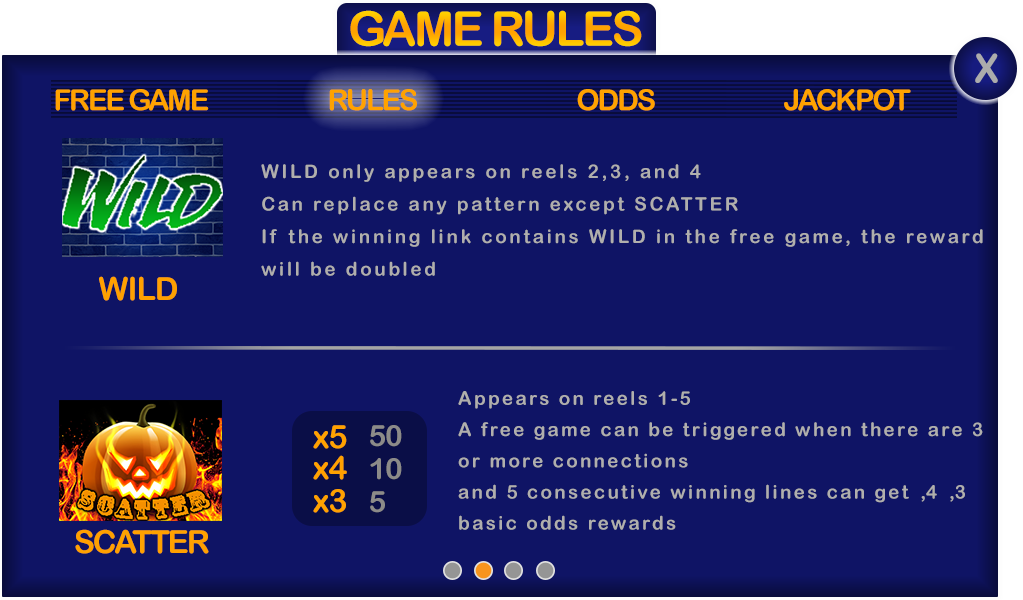 GAME RULES
X
FREE GAME RULES ODDS JACKPOT
WILD
WILD only appears on reels 2,3, and 4
Can replace any pattern except SCATTER
If the winning link contains WILD in the free game, the reward
will be doubled
WILD
SCATTER
SCATTER
x5 50
x4 10
x3 5
Appears on reels 1-5
A free game can be triggered when there are 3
or more connections
and 5 consecutive winning lines can get ,4 ,3
basic odds rewards